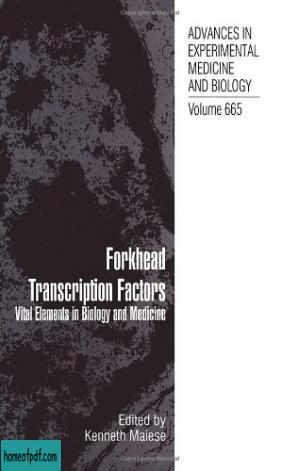 ADVANCES IN
EXPERIMENTAL
MEDICINE
AND BIOLOGY
Volume 665
Forkhead
Transcription Factors
Vital Elements in Biology and Medicine
Edited by
Kenneth Maiese
homeofpdf.com